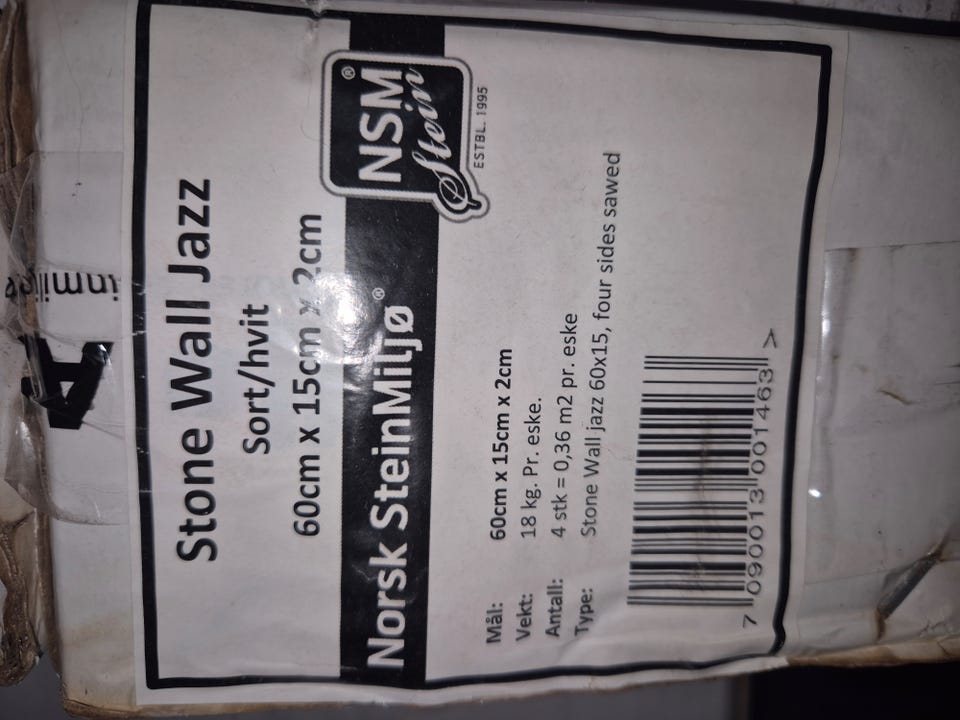 Stone Wall Jazz
Sort/hvit
60cm x 15cm x 2cm
Norsk SteinMiljø®
NSM®
Stein
ESTBL. 1995
Mål: 60cm x 15cm x 2cm
Vekt: 18 kg. Pr. eske.
Antall: 4 stk = 0,36 m2 pr. eske
Type: Stone Wall jazz 60x15, four sides sawed
7 090013 001463 >
A